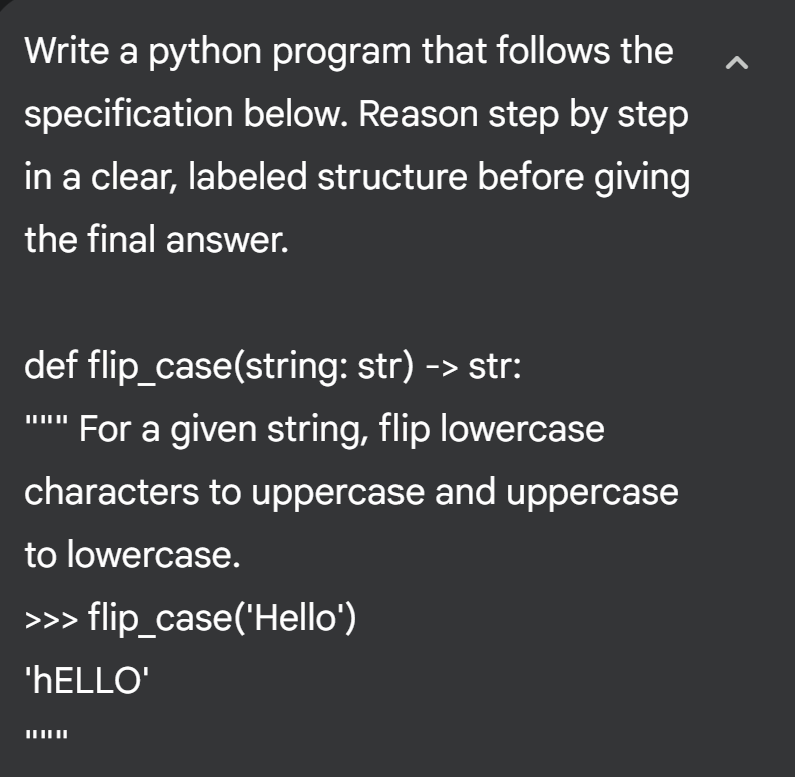 Write a python program that follows the
specification below. Reason step by step
in a clear, labeled structure before giving
the final answer.
def flip_case(string: str) -> str:
""" For a given string, flip lowercase
characters to uppercase and uppercase
to lowercase.
>>> flip_case('Hello')
'hELLO'
"""